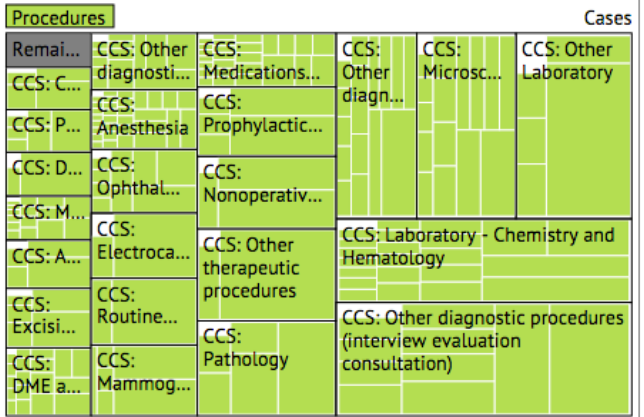 Procedures
Cases
Remai...
CCS: C...
CCS: P...
CCS: D...
CCS: M...
CCS: A...
CCS:
Excisi...
CCS:
DME a...
CCS: Other
diagnosti...
CCS:
Anesthesia
CCS:
Ophthal...
CCS:
Electroca...
CCS:
Routine...
CCS:
Mammog...
CCS:
Medications...
CCS:
Prophylactic...
CCS:
Nonoperativ...
CCS: Other
therapeutic
procedures
CCS:
Pathology
CCS:
Other
diagn...
CCS:
Microsc...
CCS: Other
Laboratory
CCS: Laboratory - Chemistry and
Hematology
CCS: Other diagnostic procedures
(interview evaluation
consultation)